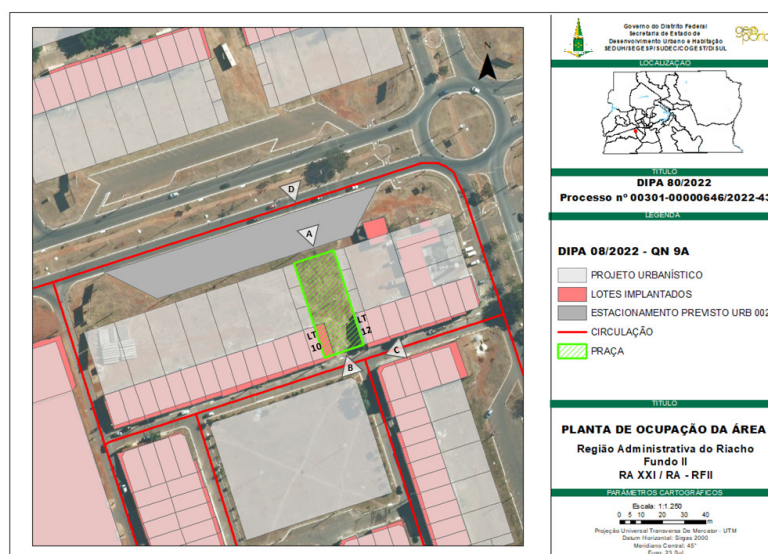 N
D
A
LT
10
LT
12
B
C
Governo do Distrito Federal
Secretaria de Estado de
Desenvolvimento Urbano e Habitação
SEDUH/SEGESP/SUDEC/COGEST/DISUL
LOCALIZAÇÃO
TITULO
DIPA 80/2022
Processo nº 00301-00000646/2022-43
LEGENDA
DIPA 08/2022 - QN 9A
PROJETO URBANÍSTICO
LOTES IMPLANTADOS
ESTACIONAMENTO PREVISTO URB 002
CIRCULAÇÃO
PRAÇA
TITULO
PLANTA DE OCUPAÇÃO DA ÁREA
Região Administrativa do Riacho
Fundo II
RA XXI / RA - RFII
PARÂMETROS CARTOGRÁFICOS
Escala: 1:1.250
0 5 10 20 30 40
m
Projeção Universal Transversa De Mercator - UTM
Datum Horizontal: Sirgas 2000
Meridiano Central: 45°
Fuso: 23 Sul